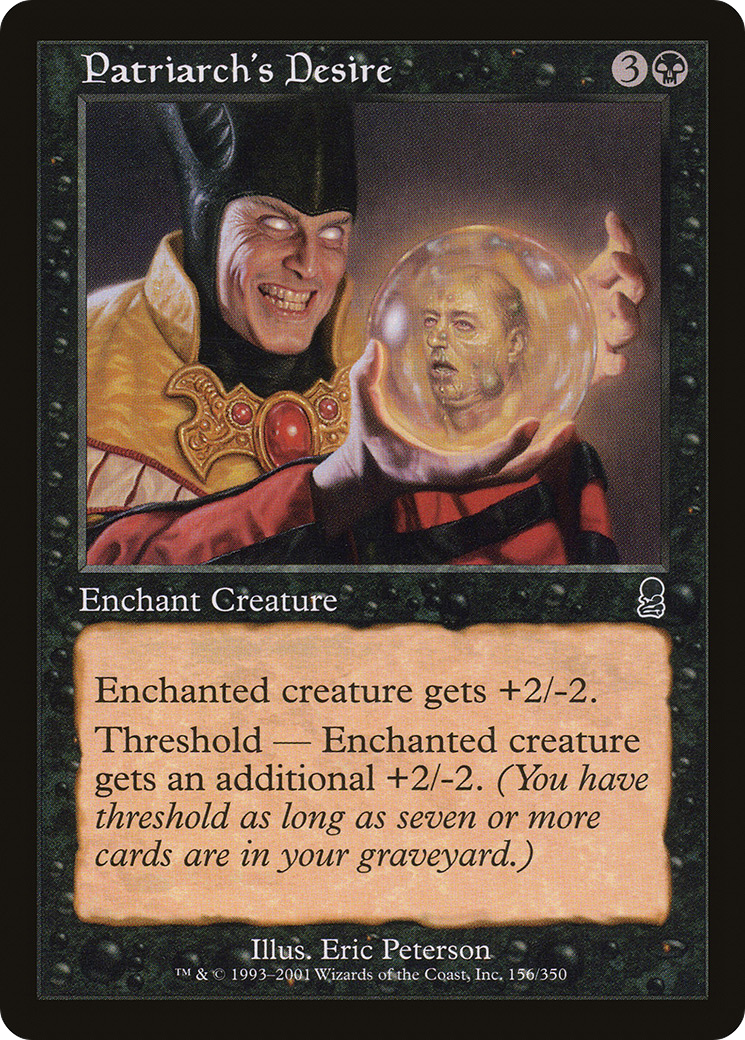 Patriarch's Desire
3
Enchant Creature
Enchanted creature gets +2/-2.
Threshold — Enchanted creature
gets an additional +2/-2. (You have
threshold as long as seven or more
cards are in your graveyard.)
Illus. Eric Peterson
™ & © 1993–2001 Wizards of the Coast, Inc. 156/350